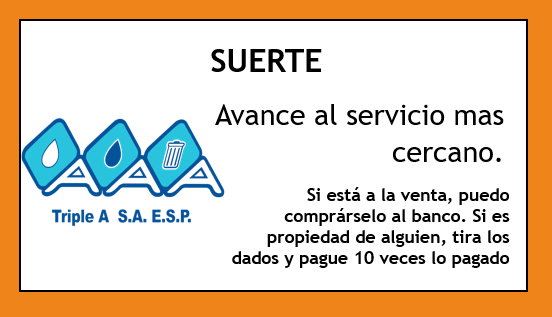 SUERTE
Avance al servicio mas
cercano.
Si está a la venta, puedo
comprárselo al banco. Si es
propiedad de alguien, tira los
dados y pague 10 veces lo pagado
AAA
Triple A S.A. E.S.P.